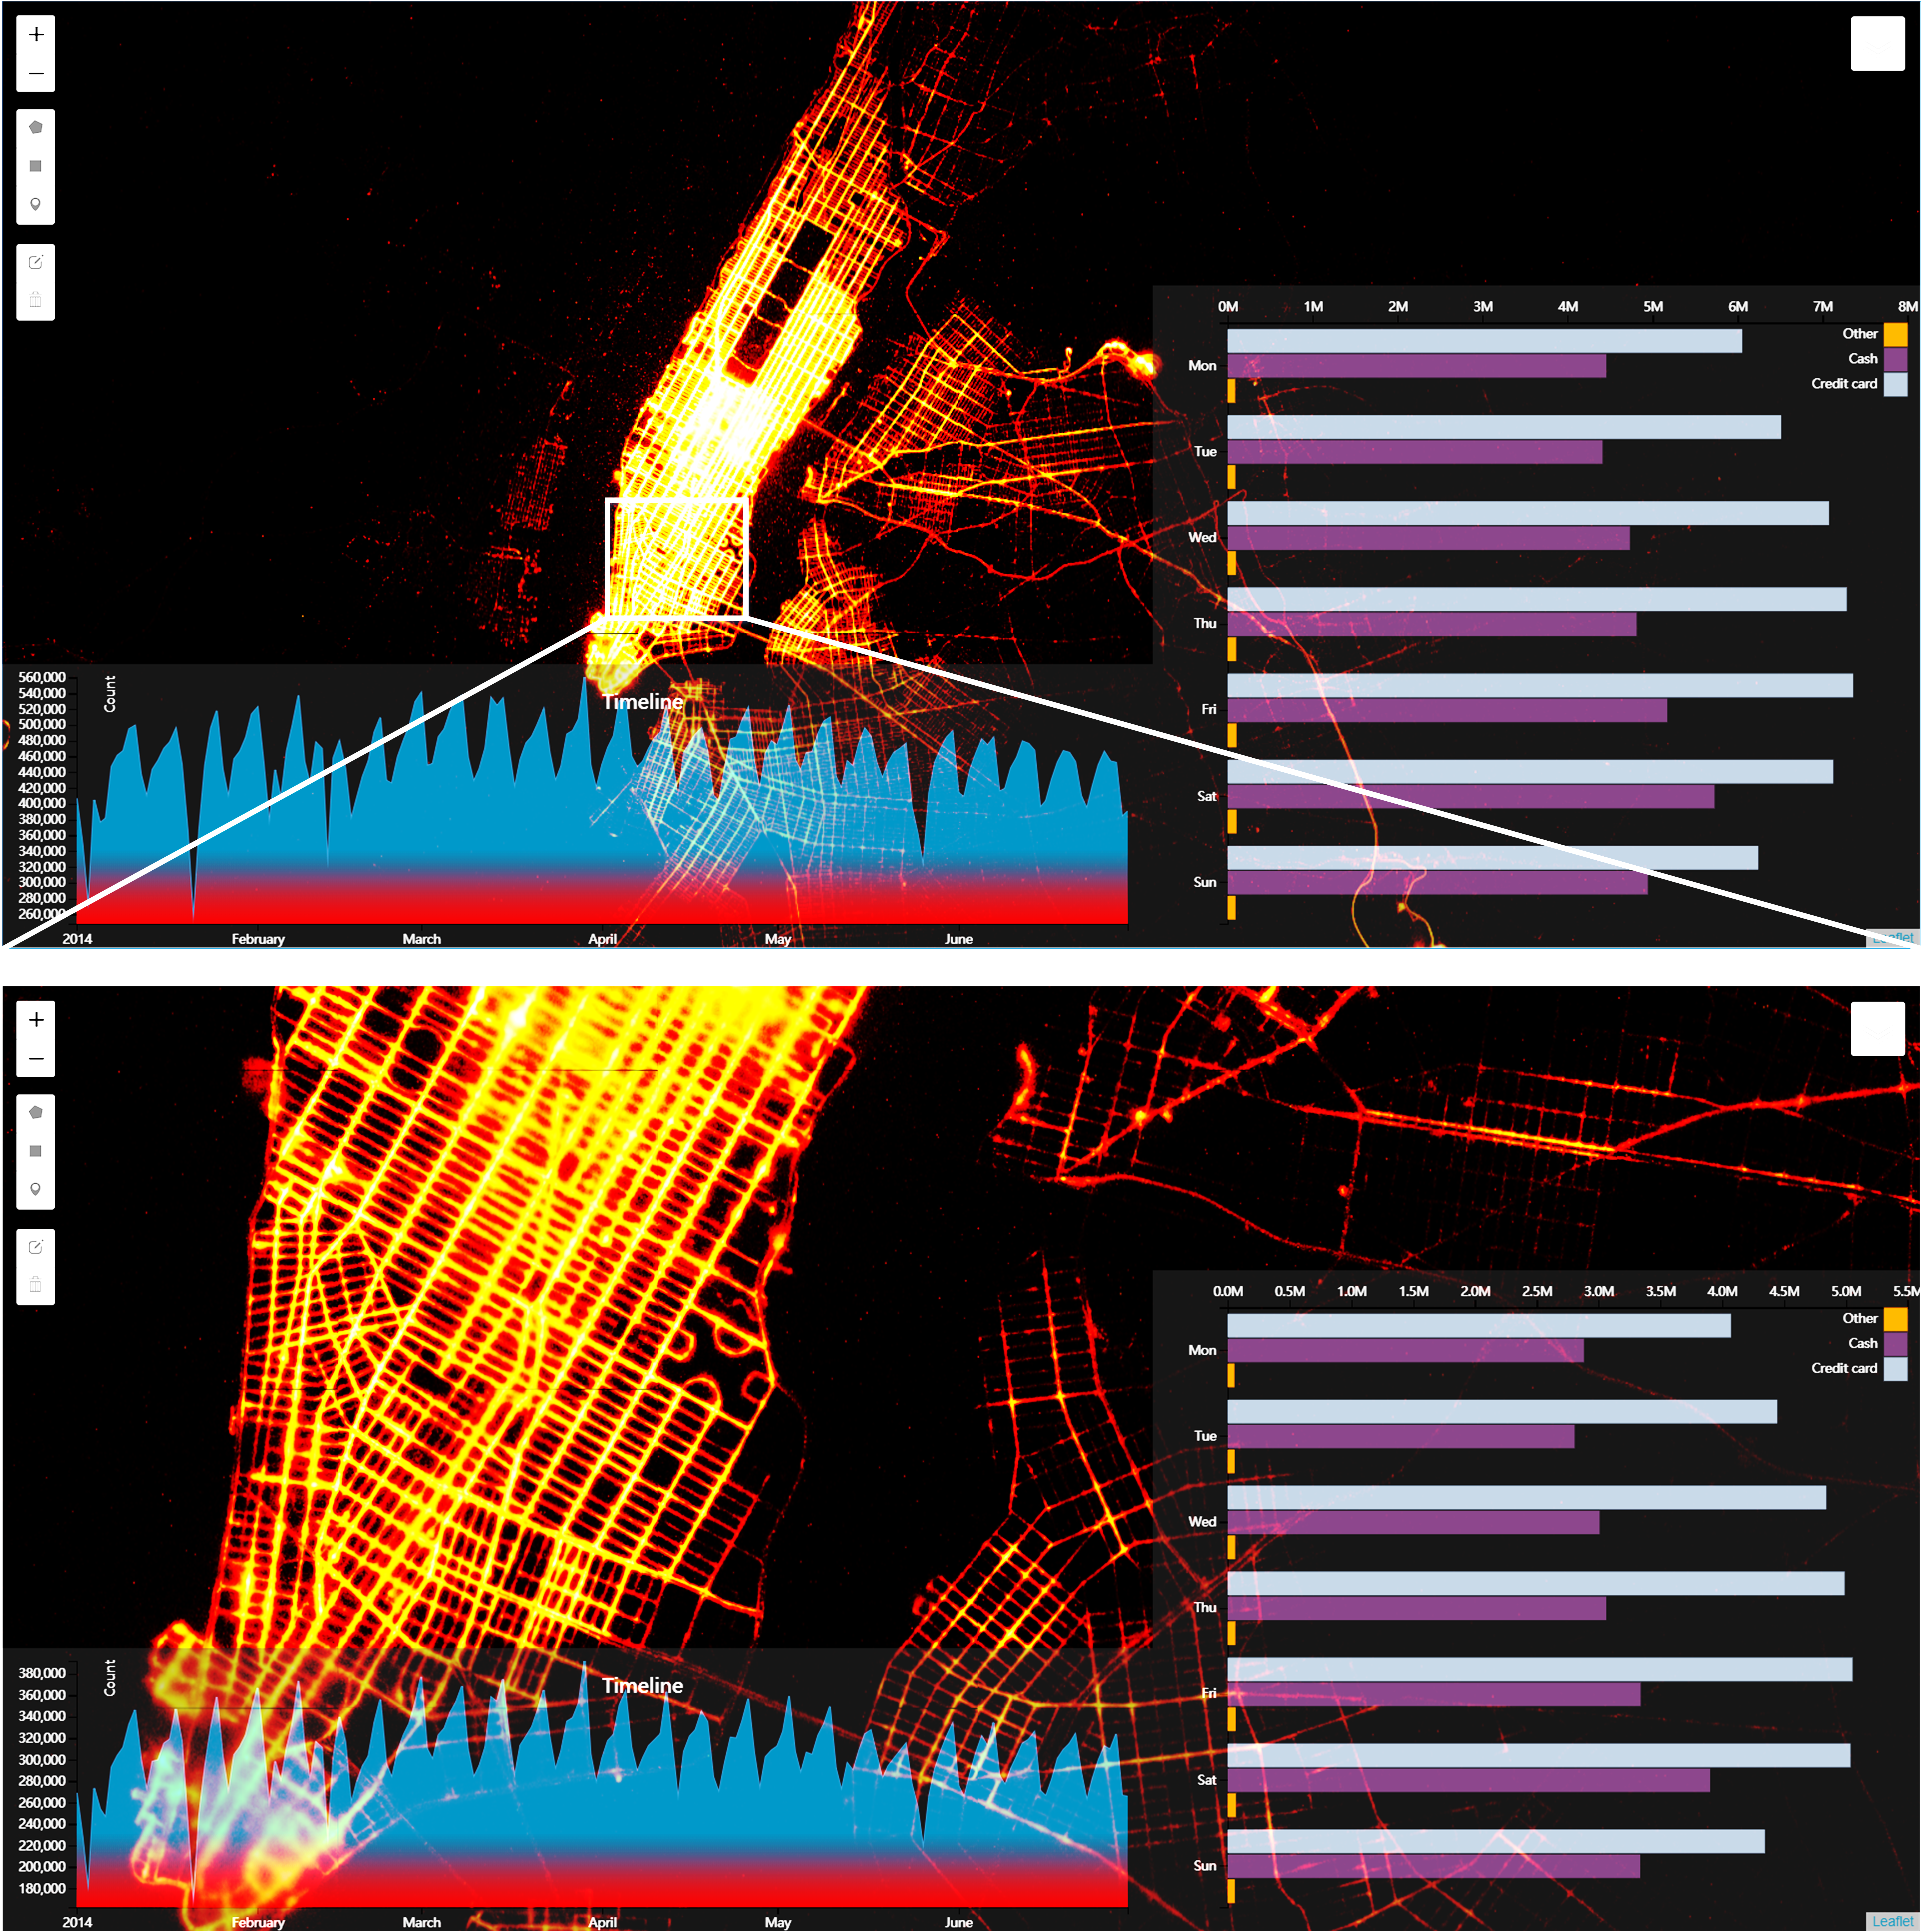 +
−
0M 1M 2M 3M 4M 5M 6M 7M 8M
Other
Cash
Credit card
Mon
Tue
Wed
Thu
Fri
Sat
Sun
Timeline
Count
560,000
540,000
520,000
500,000
480,000
460,000
440,000
420,000
400,000
380,000
360,000
340,000
320,000
300,000
280,000
260,000
2014 February March April May June
Leaflet
+
−
0.0M 0.5M 1.0M 1.5M 2.0M 2.5M 3.0M 3.5M 4.0M 4.5M 5.0M 5.5M
Other
Cash
Credit card
Mon
Tue
Wed
Thu
Fri
Sat
Sun
Timeline
Count
380,000
360,000
340,000
320,000
300,000
280,000
260,000
240,000
220,000
200,000
180,000
2014 February March April May June
Leaflet